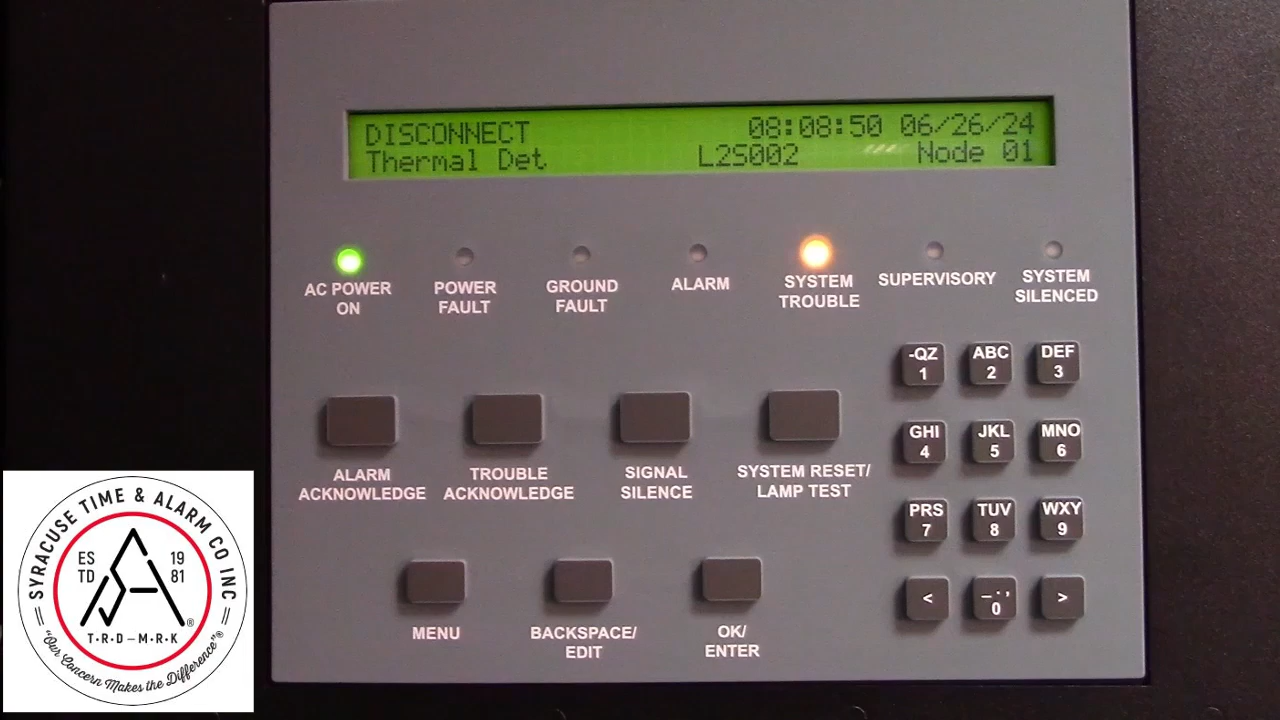 DISCONNECT 08:08:50 06/26/24
Thermal Det L2S002 Node 01
AC POWER
ON
POWER
FAULT
GROUND
FAULT
ALARM
SYSTEM
TROUBLE
SUPERVISORY
SYSTEM
SILENCED
-QZ
1
ABC
2
DEF
3
ALARM
ACKNOWLEDGE
TROUBLE
ACKNOWLEDGE
SIGNAL
SILENCE
SYSTEM RESET/
LAMP TEST
GHI
4
JKL
5
MNO
6
PRS
7
TUV
8
WXY
9
MENU
BACKSPACE/
EDIT
OK/
ENTER
<
– . ,
0
>
SYRACUSE TIME & ALARM CO INC
ES
TD
19
81
T·R·D–M·R·K
®
"Our Concern Makes the Difference"®